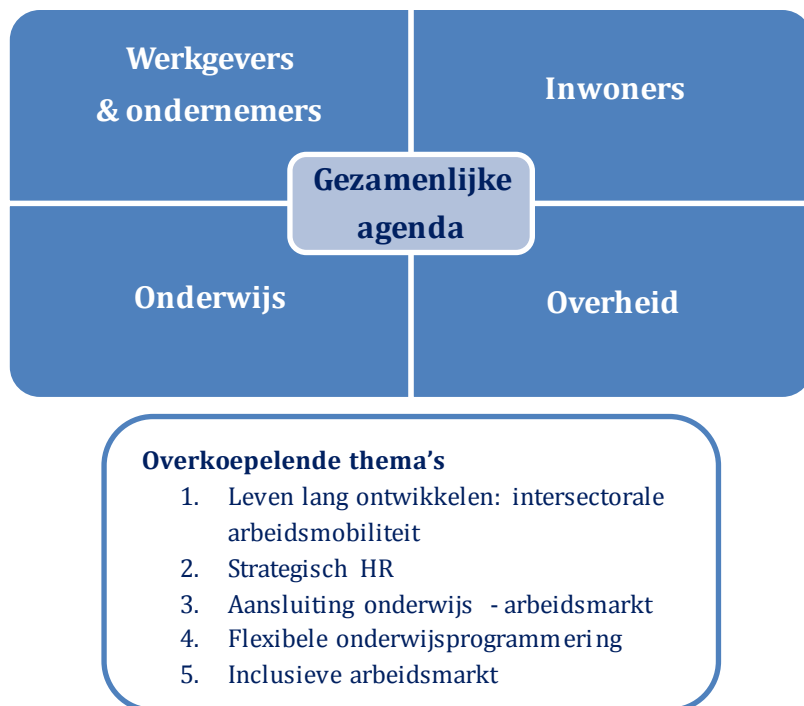 Werkgevers
& ondernemers
Inwoners
Gezamenlijke
agenda
Onderwijs
Overheid
Overkoepelende thema's
1. Leven lang ontwikkelen: intersectorale
arbeidsmobiliteit
2. Strategisch HR
3. Aansluiting onderwijs - arbeidsmarkt
4. Flexibele onderwijsprogrammering
5. Inclusieve arbeidsmarkt